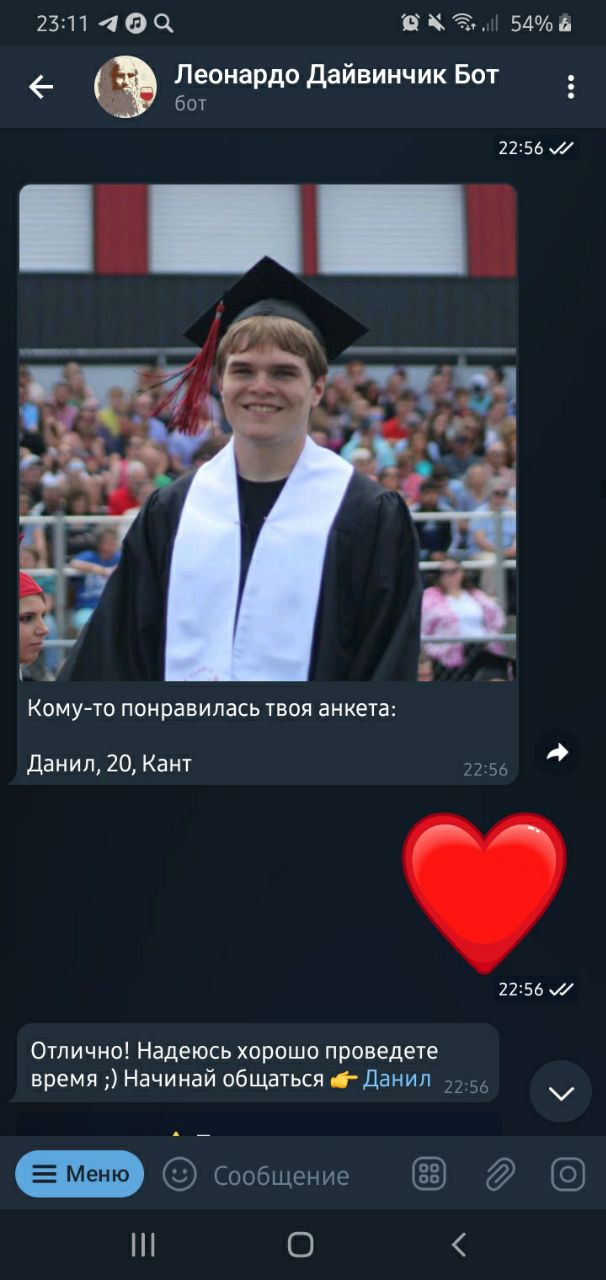 23:11
54%
Леонардо Дайвинчик Бот
бот
22:56
Кому-то понравилась твоя анкета:
Данил, 20, Кант
22:56
22:56
Отлично! Надеюсь хорошо проведете
время ;) Начинай общаться 👉 Данил
22:56
Меню
Сообщение